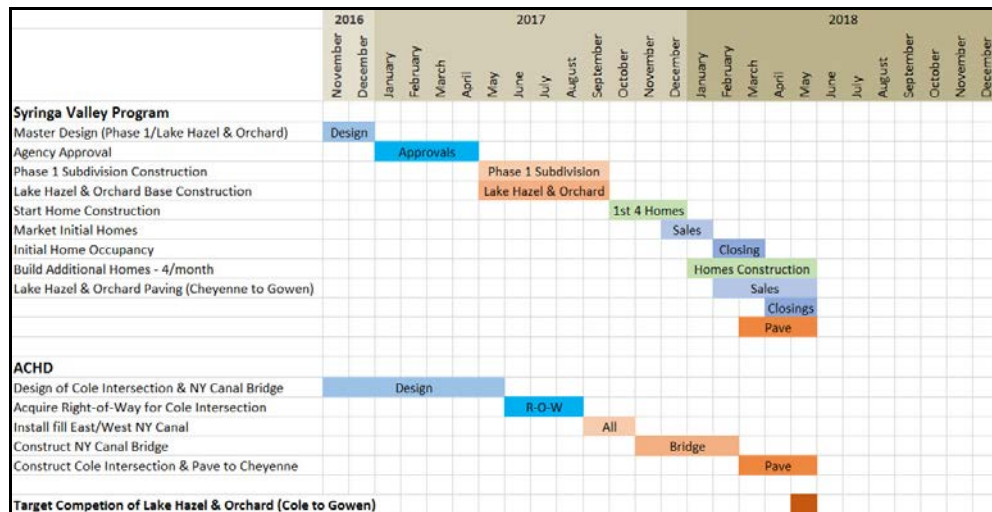 2016 2017 2018
November December January February March April May June July August September October November December January February March April May June July August September October November December
Syringa Valley Program
Master Design (Phase 1/Lake Hazel & Orchard) Design
Agency Approval Approvals
Phase 1 Subdivision Construction Phase 1 Subdivision
Lake Hazel & Orchard Base Construction Lake Hazel & Orchard
Start Home Construction 1st 4 Homes
Market Initial Homes Sales
Initial Home Occupancy Closing
Build Additional Homes - 4/month Homes Construction
Lake Hazel & Orchard Paving (Cheyenne to Gowen) Sales
Closings
Pave
ACHD
Design of Cole Intersection & NY Canal Bridge Design
Acquire Right-of-Way for Cole Intersection R-O-W
Install fill East/West NY Canal All
Construct NY Canal Bridge Bridge
Construct Cole Intersection & Pave to Cheyenne Pave
Target Competion of Lake Hazel & Orchard (Cole to Gowen)